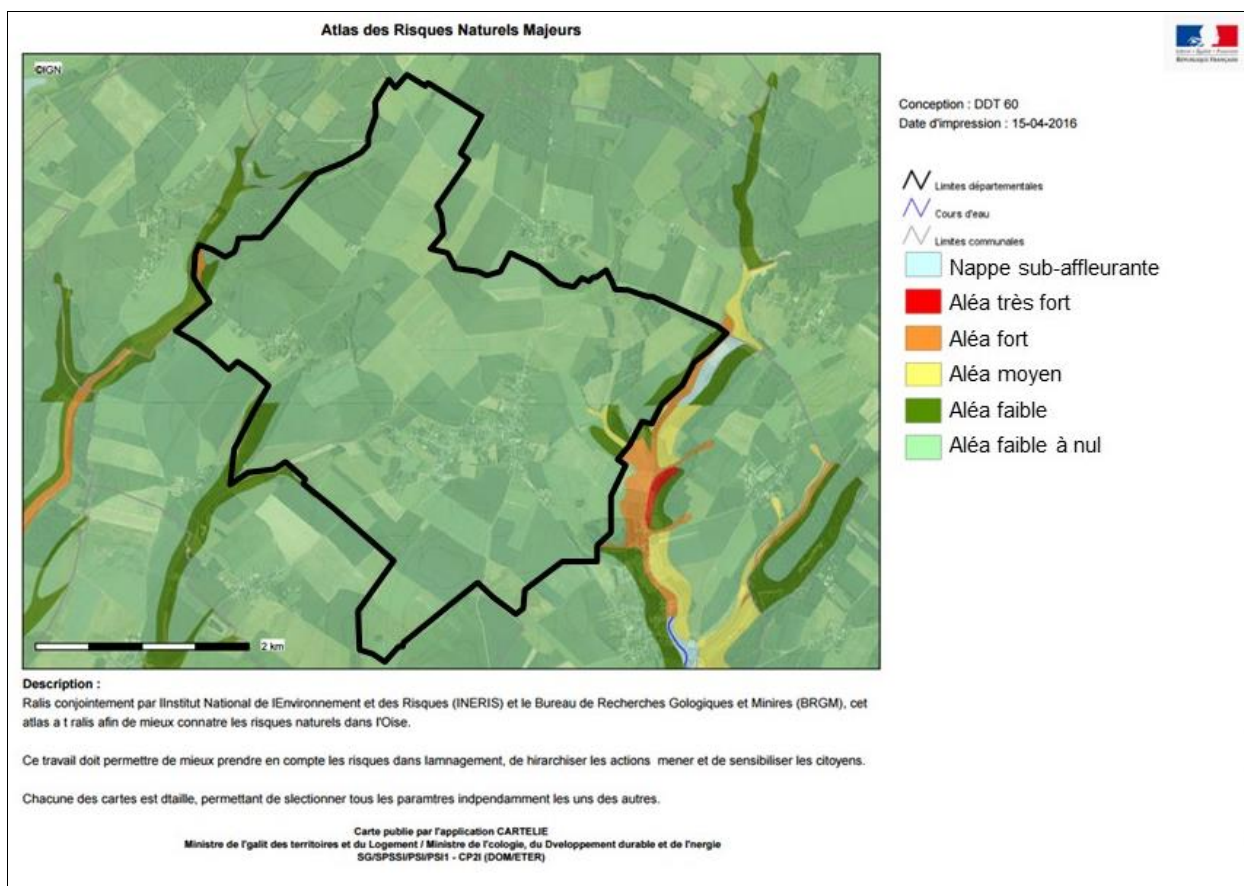 Atlas des Risques Naturels Majeurs
©IGN
RÉPUBLIQUE FRANÇAISE
Conception : DDT 60
Date d'impression : 15-04-2016
Limites départementales
Cours d'eau
Limites communales
Nappe sub-affleurante
Aléa très fort
Aléa fort
Aléa moyen
Aléa faible
Aléa faible à nul
2 km
Description :
Ralis conjointement par lInstitut National de lEnvironnement et des Risques (INERIS) et le Bureau de Recherches Gologiques et Minires (BRGM), cet
atlas a t ralis afin de mieux connatre les risques naturels dans l'Oise.
Ce travail doit permettre de mieux prendre en compte les risques dans lamnagement, de hirarchiser les actions mener et de sensibiliser les citoyens.
Chacune des cartes est dtaille, permettant de slectionner tous les paramtres indpendamment les uns des autres.
Carte publie par l'application CARTELIE
Ministre de l'galit des territoires et du Logement / Ministre de l'cologie, du Dveloppement durable et de l'nergie
SG/SPSSI/PSI/PSI1 - CP2I (DOM/ETER)